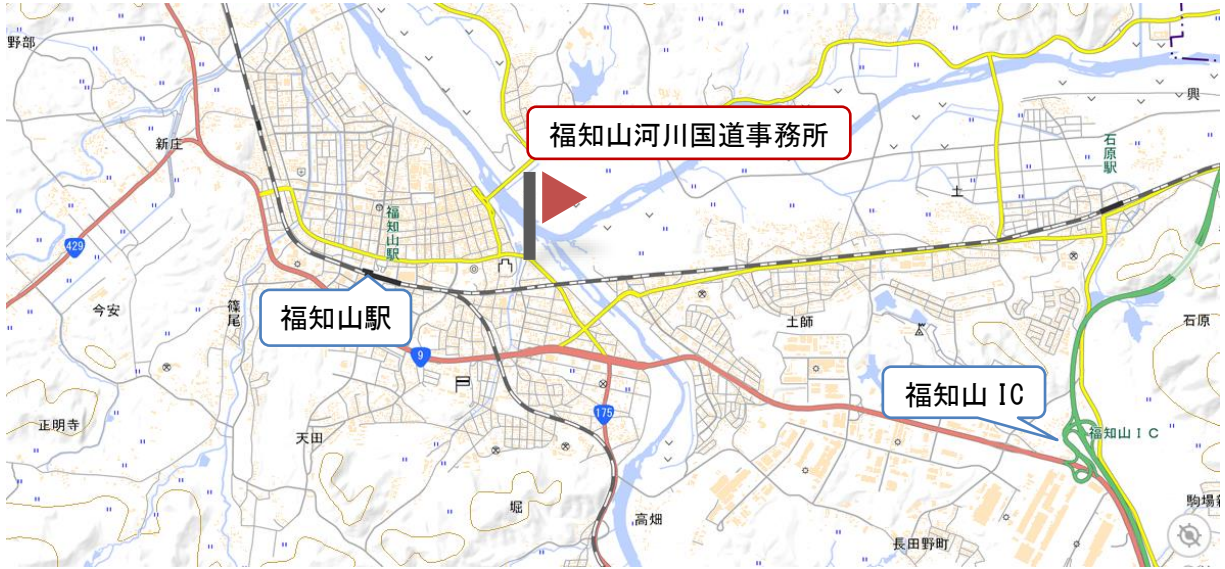 野部
興
福知山河川国道事務所
新庄
石原駅
土
福知山駅
429
今安
篠尾
福知山駅
土師
石原
9
福知山 IC
175
正明寺
天田
福知山IC
堀
高畑
長田野町
駒場新